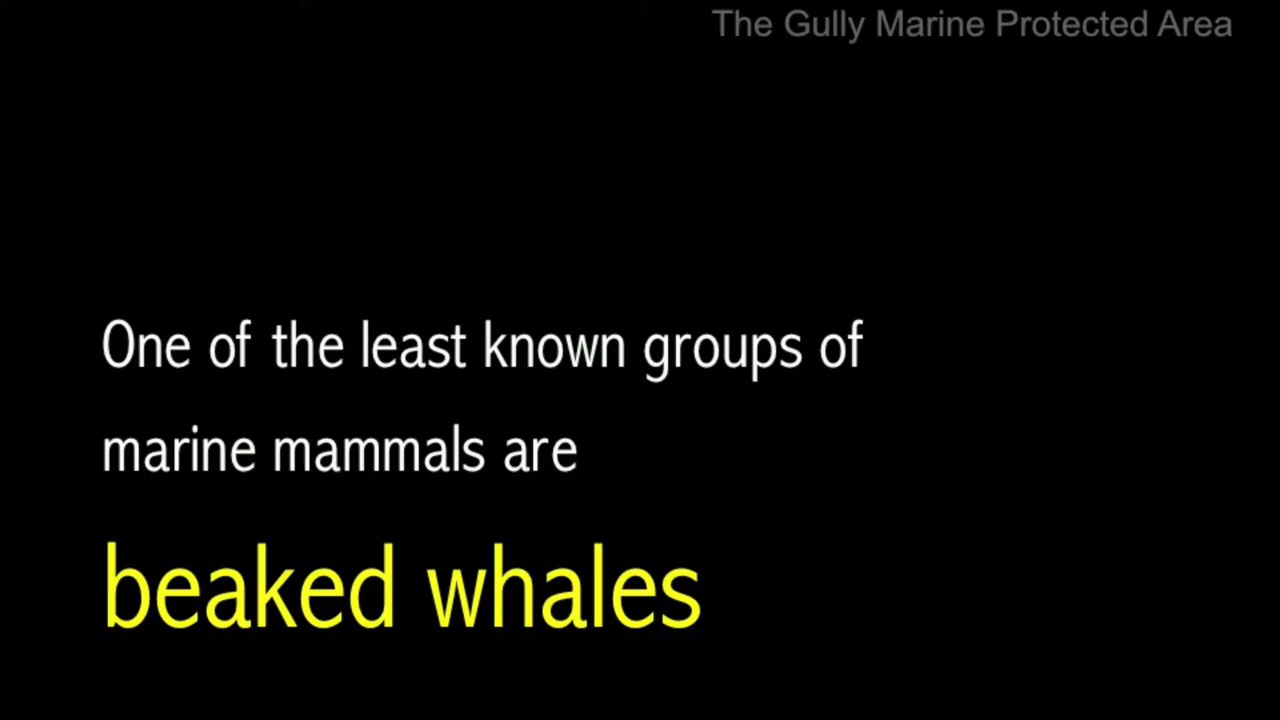 The Gully Marine Protected Area
One of the least known groups of
marine mammals are
beaked whales